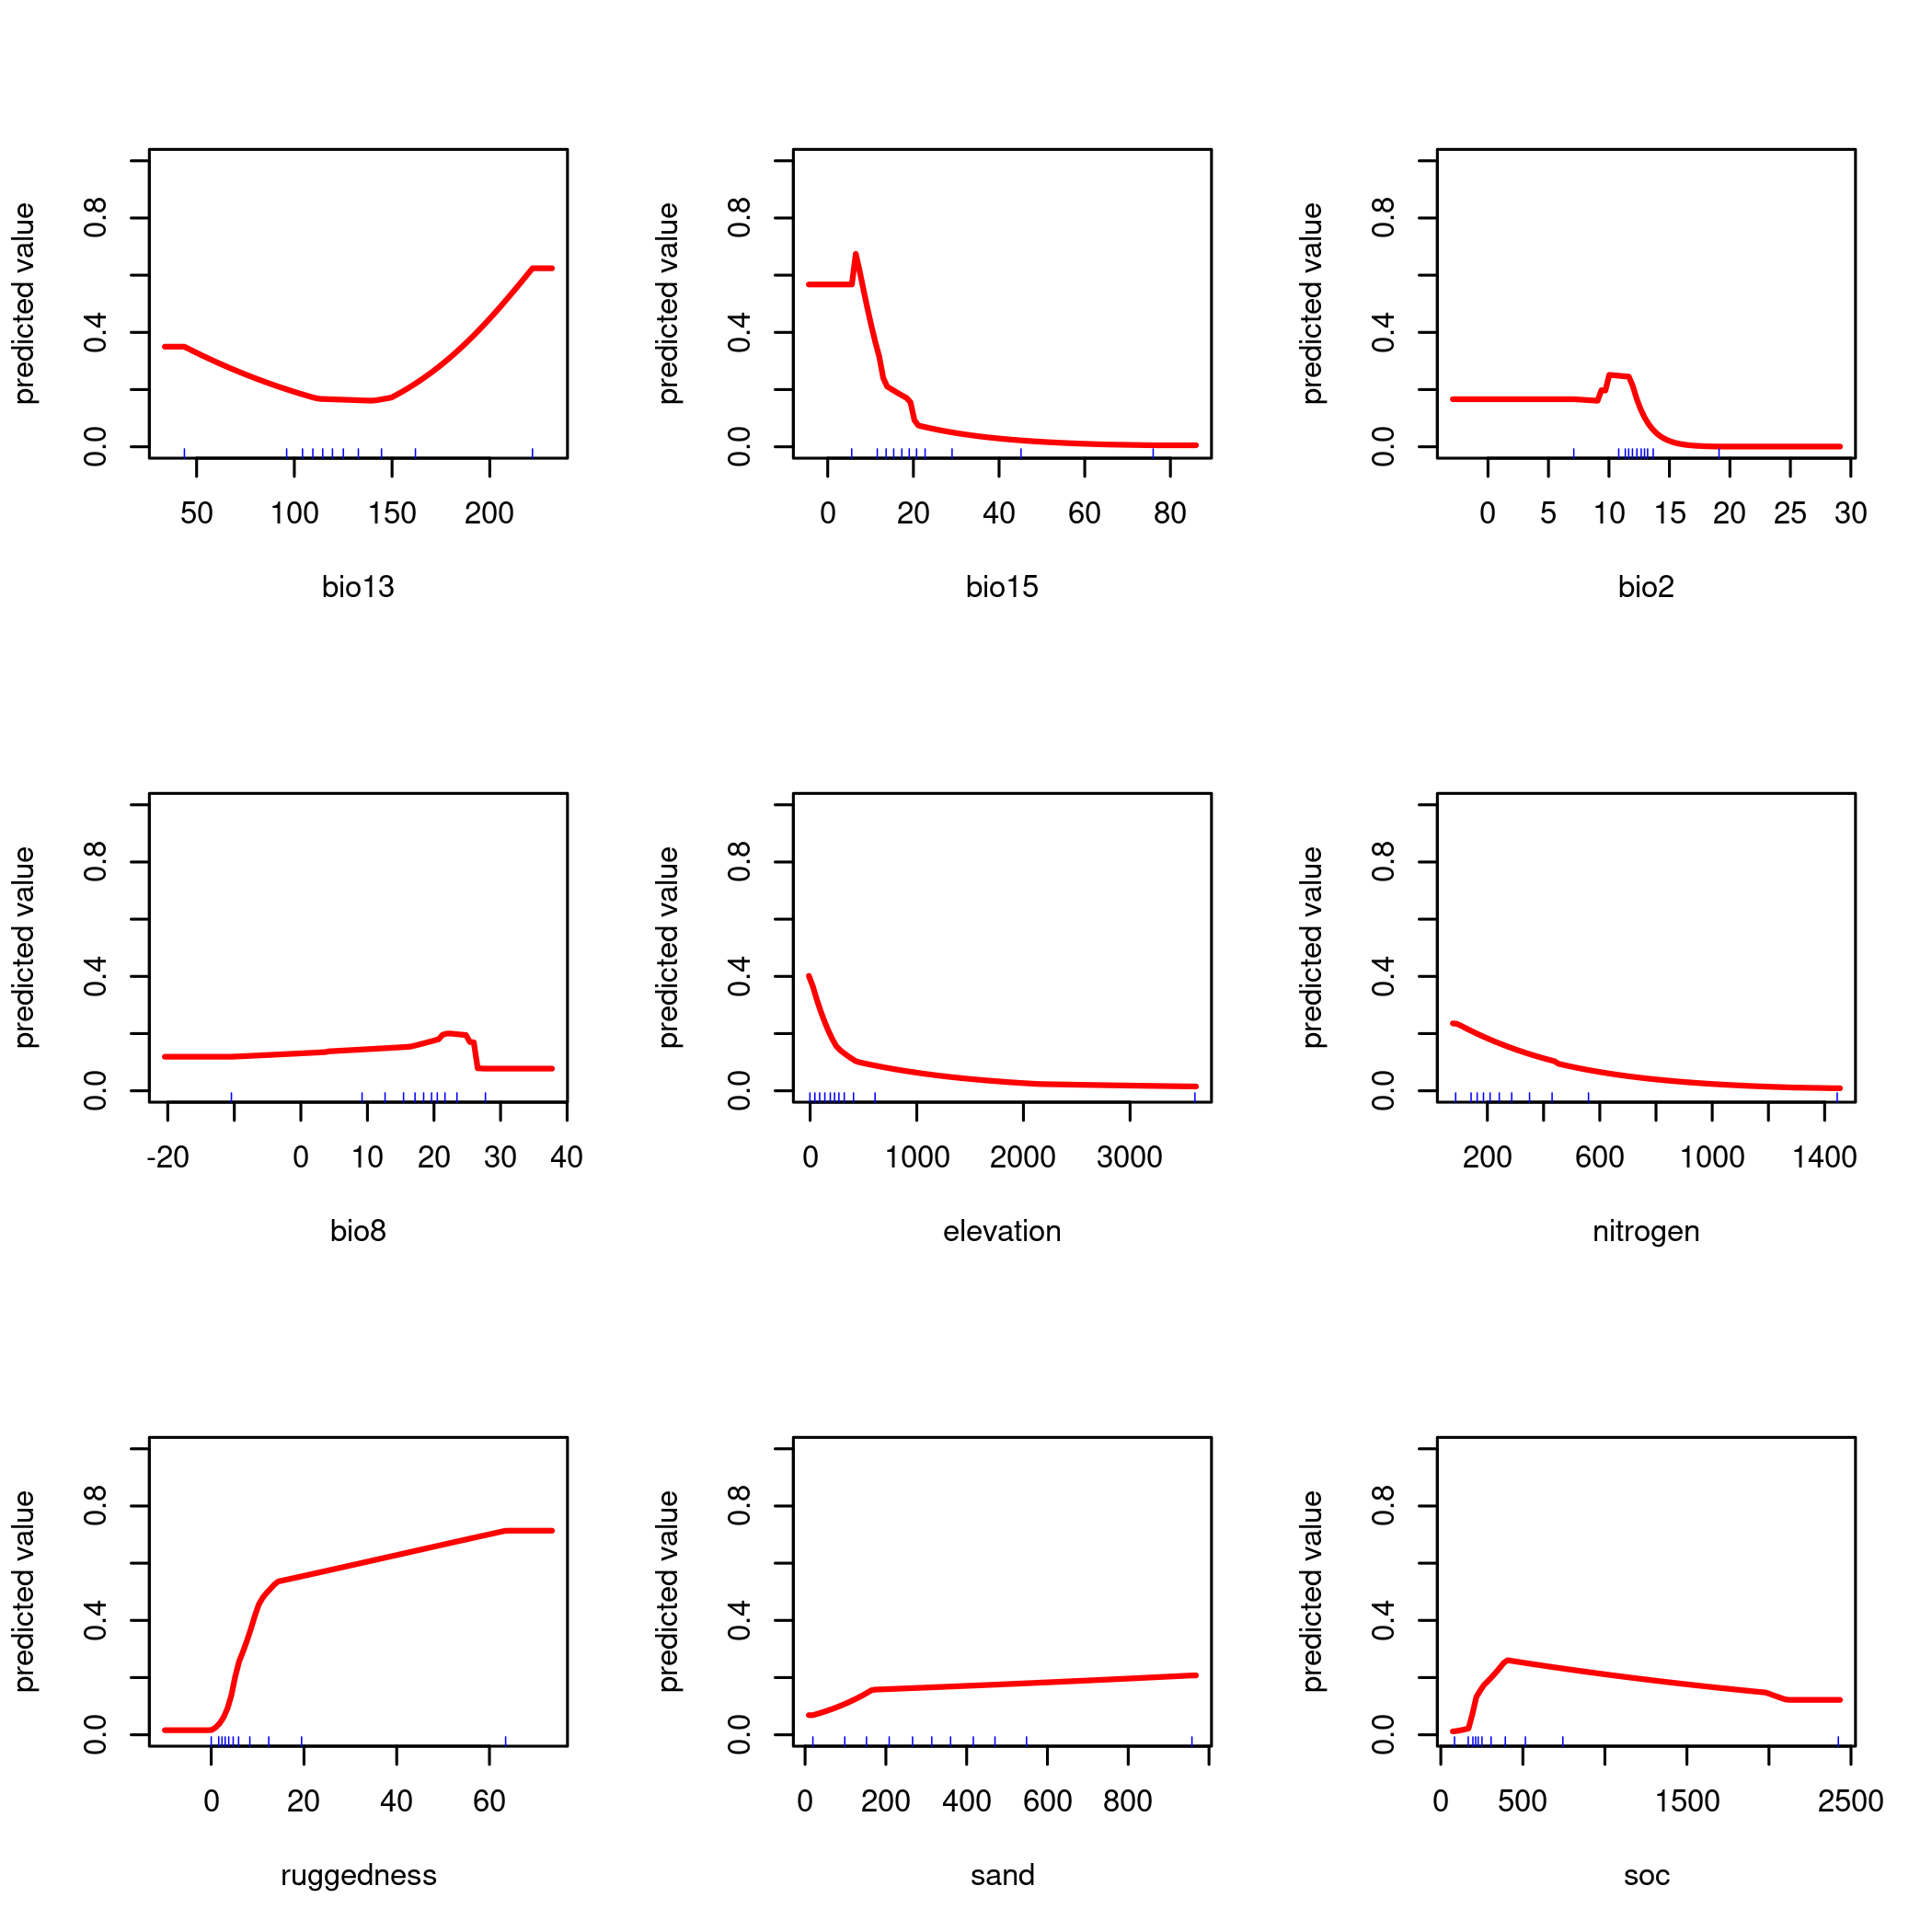 predicted value
0.0 0.4 0.8
50 100 150 200
bio13
predicted value
0.0 0.4 0.8
0 20 40 60 80
bio15
predicted value
0.0 0.4 0.8
0 5 10 15 20 25 30
bio2
predicted value
0.0 0.4 0.8
-20 0 10 20 30 40
bio8
predicted value
0.0 0.4 0.8
0 1000 2000 3000
elevation
predicted value
0.0 0.4 0.8
200 600 1000 1400
nitrogen
predicted value
0.0 0.4 0.8
0 20 40 60
ruggedness
predicted value
0.0 0.4 0.8
0 200 400 600 800
sand
predicted value
0.0 0.4 0.8
0 500 1500 2500
soc